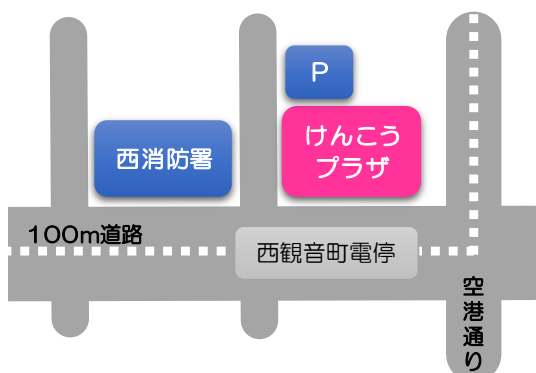 P
けんこう
プラザ
西消防署
100m道路
西観音町電停
空港通り